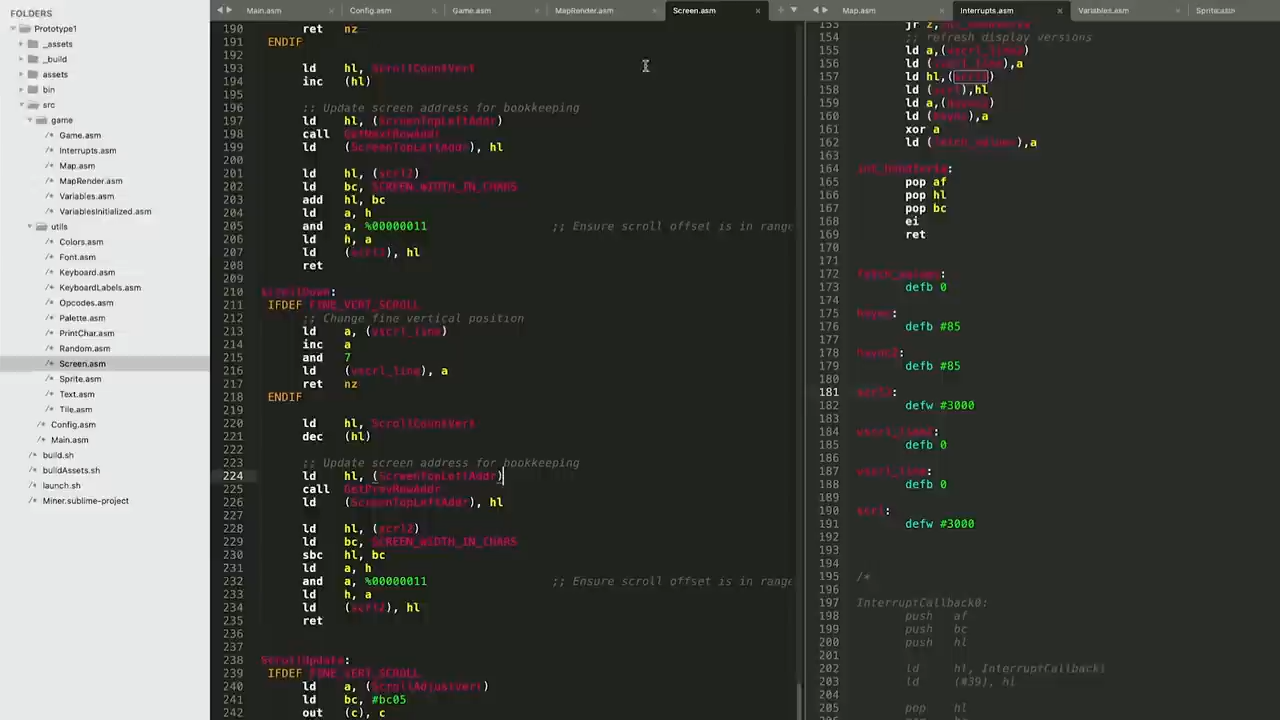 FOLDERS
Prototype1
_assets
_build
assets
bin
src
game
Game.asm
Interrupts.asm
Map.asm
MapRender.asm
Variables.asm
VariablesInitialized.asm
utils
Colors.asm
Font.asm
Keyboard.asm
KeyboardLabels.asm
Opcodes.asm
Palette.asm
PrintChar.asm
Random.asm
Screen.asm
Sprite.asm
Text.asm
Tile.asm
Config.asm
Main.asm
build.sh
buildAssets.sh
launch.sh
Miner.sublime-project
Main.asm Config.asm Game.asm MapRender.asm Screen.asm
190 ret nz
191 ENDIF
192
193 ld hl, ScrollCountVert
194 inc (hl)
195
196 ;; Update screen address for bookkeeping
197 ld hl, (ScreenTopLeftAddr)
198 call GetNextRowAddr
199 ld (ScreenTopLeftAddr), hl
200
201 ld hl, (scrl2)
202 ld bc, SCREEN_WIDTH_IN_CHARS
203 add hl, bc
204 ld a, h
205 and a, %00000011 ;; Ensure scroll offset is in range
206 ld h, a
207 ld (scrl2), hl
208 ret
209
210 ScrollDown:
211 IFDEF FINE_VERT_SCROLL
212 ;; Change fine vertical position
213 ld a, (vscrl_line)
214 inc a
215 and 7
216 ld (vscrl_line), a
217 ret nz
218 ENDIF
219
220 ld hl, ScrollCountVert
221 dec (hl)
222
223 ;; Update screen address for bookkeeping
224 ld hl, (ScreenTopLeftAddr)
225 call GetPrevRowAddr
226 ld (ScreenTopLeftAddr), hl
227
228 ld hl, (scrl2)
229 ld bc, SCREEN_WIDTH_IN_CHARS
230 sbc hl, bc
231 ld a, h
232 and a, %00000011 ;; Ensure scroll offset is in range
233 ld h, a
234 ld (scrl2), hl
235 ret
236
237
238 ScrollUpdate:
239 IFDEF FINE_VERT_SCROLL
240 ld a, (ScrollAdjustVert)
241 ld bc, #bc05
242 out (c), c
Map.asm Interrupts.asm Variables.asm Sprite.asm
153 jr z,
154 ;; refresh display versions
155 ld a,(vscrl_line2)
156 ld (vscrl_line),a
157 ld hl,(scrl2)
158 ld (scrl),hl
159 ld a,(hsync2)
160 ld (hsync),a
161 xor a
162 ld (fetch_values),a
163
164
165 pop af
166 pop hl
167 pop bc
168 ei
169 ret
170
171
172 fetch_values:
173 defb 0
174
175 hsync:
176 defb #85
177
178 hsync2:
179 defb #85
180
181 scrl2:
182 defw #3000
183
184 vscrl_line2:
185 defb 0
186
187 vscrl_line:
188 defb 0
189
190 scrl:
191 defw #3000
192
193
194
195 /*
196
197 InterruptCallback0:
198 push af
199 push bc
200 push hl
201
202 ld hl, InterruptCallback1
203 ld (#39), hl
204
205 pop hl